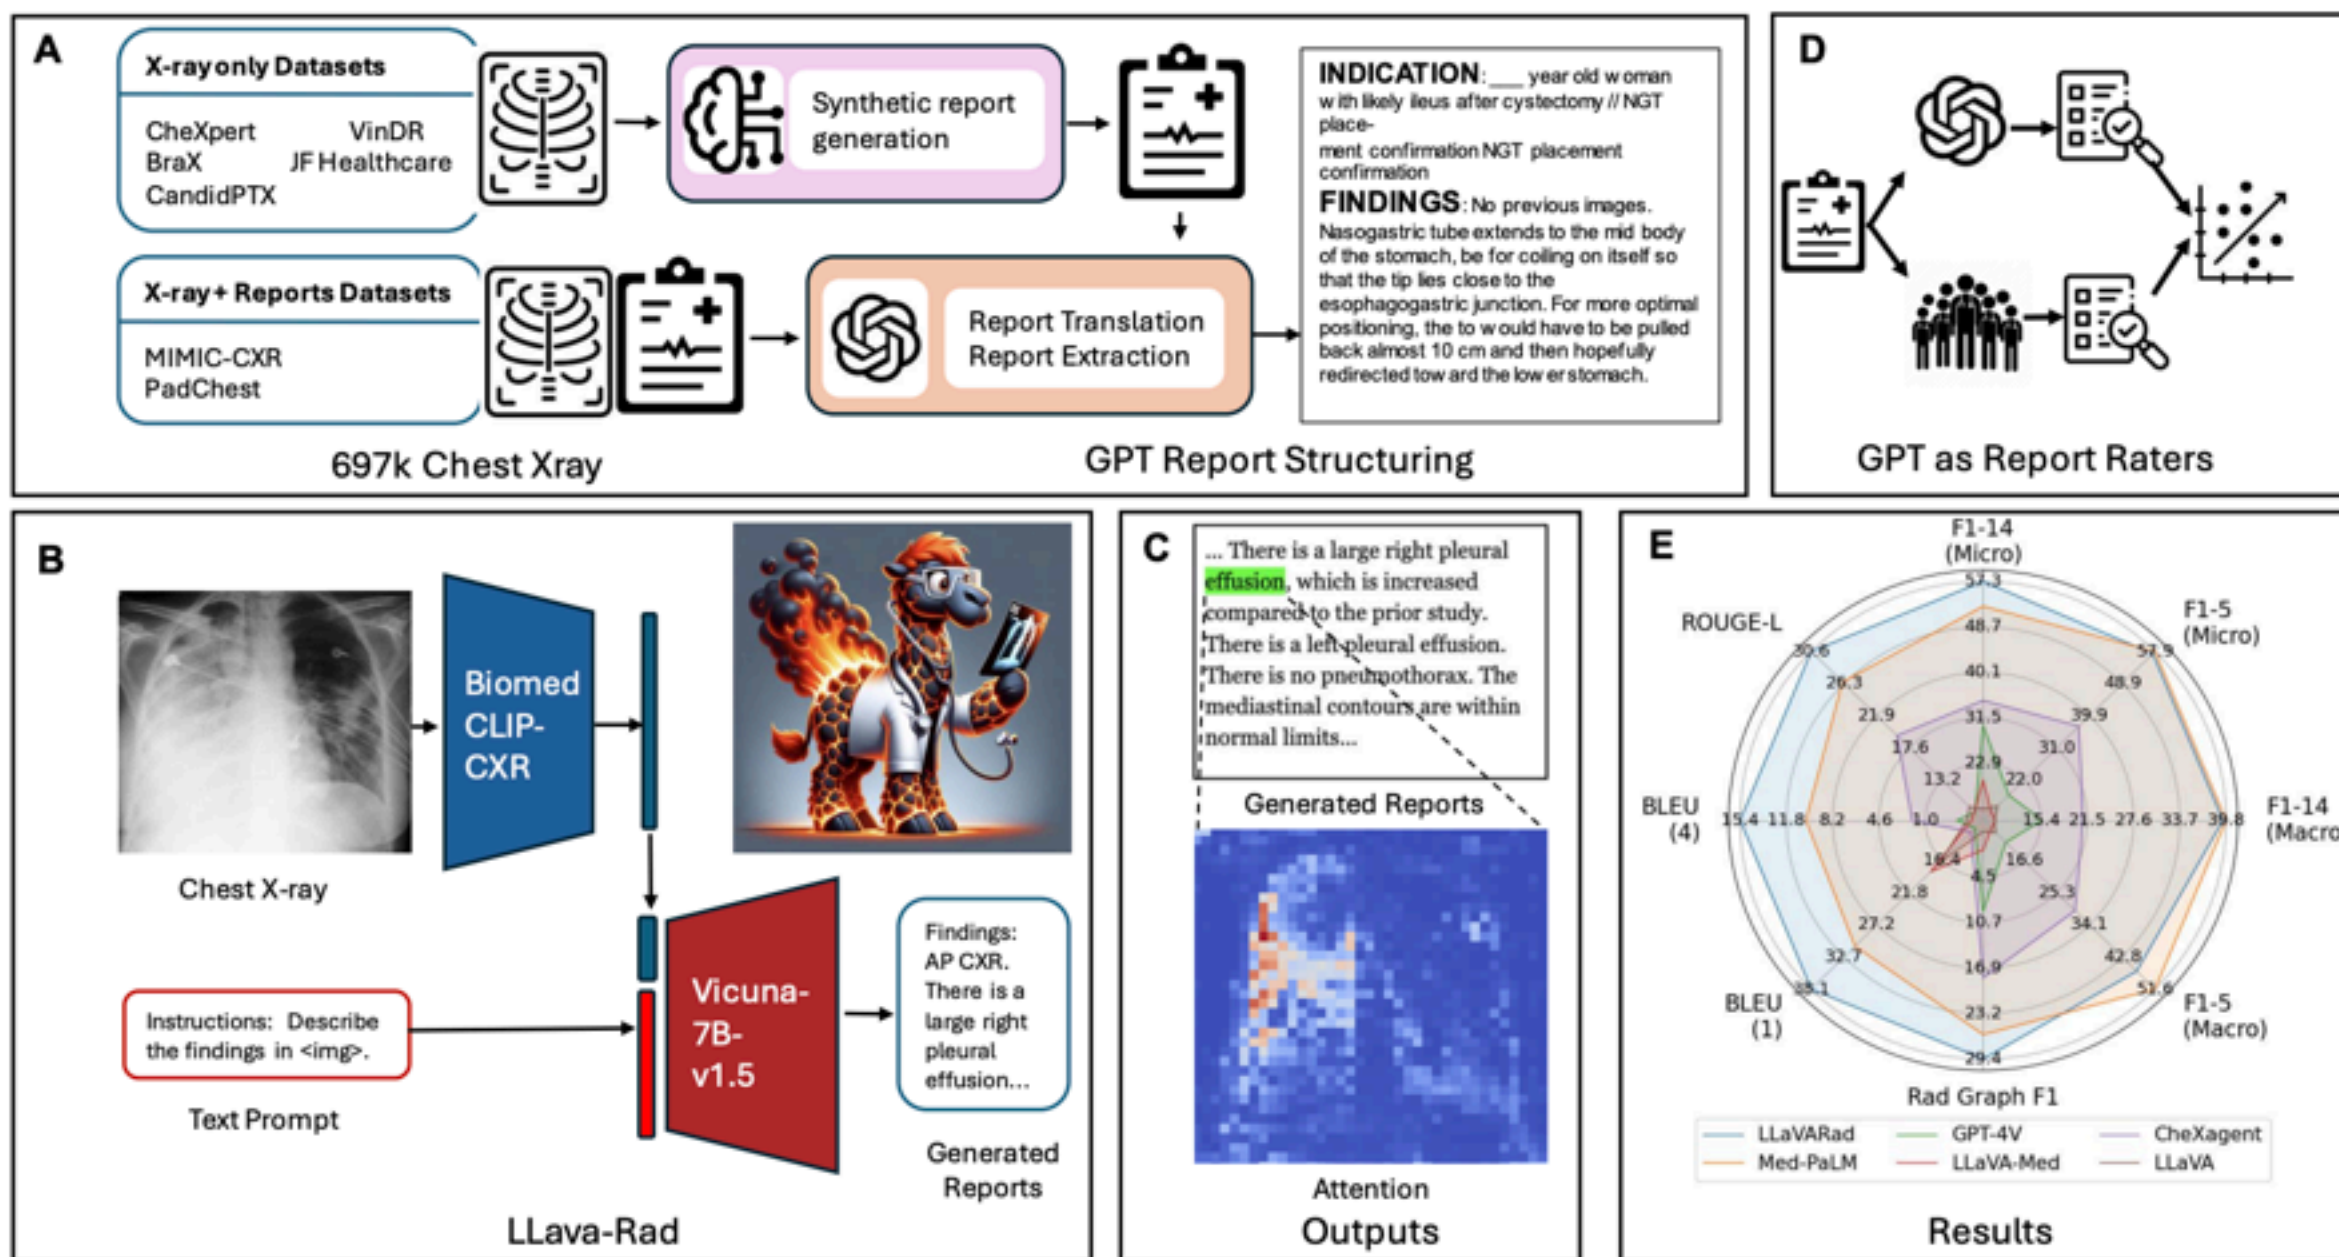 A
X-ray only Datasets
CheXpert VinDR
BraX JF Healthcare
CandidPTX
Synthetic report
generation
X-ray+ Reports Datasets
MIMIC-CXR
PadChest
Report Translation
Report Extraction
INDICATION: ___ year old woman
with likely ileus after cystectomy // NGT
place-
ment confirmation NGT placement
confirmation
FINDINGS: No previous images.
Nasogastric tube extends to the mid body
of the stomach, be for coiling on itself so
that the tip lies close to the
esophagogastric junction. For more optimal
positioning, the to would have to be pulled
back almost 10 cm and then hopefully
redirected toward the lower stomach.
697k Chest Xray
GPT Report Structuring
D
GPT as Report Raters
B
Biomed
CLIP-
CXR
Chest X-ray
Instructions: Describe
the findings in <img>.
Text Prompt
Vicuna-
7B-
v1.5
Findings:
AP CXR.
There is a
large right
pleural
effusion...
Generated
Reports
LLava-Rad
C
... There is a large right pleural
effusion, which is increased
compared to the prior study.
There is a left pleural effusion.
There is no pneumothorax. The
mediastinal contours are within
normal limits...
Generated Reports
Attention
Outputs
E
F1-14
(Micro)
57.3
48.7
40.1
31.5
22.9
F1-5
(Micro)
57.9
48.9
39.9
31.0
22.0
F1-14
(Macro
15.4 21.5 27.6 33.7 39.8
F1-5
(Macro)
16.6
25.3
34.1
42.8
51.6
Rad Graph F1
4.5
10.7
16.9
23.2
29.4
BLEU
(1)
16.4
21.8
27.2
32.7
38.1
BLEU
(4)
15.4 11.8 8.2 4.6 1.0
ROUGE-L
30.6
26.3
21.9
17.6
13.2
LLaVARad GPT-4V CheXagent
Med-PaLM LLaVA-Med LLaVA
Results